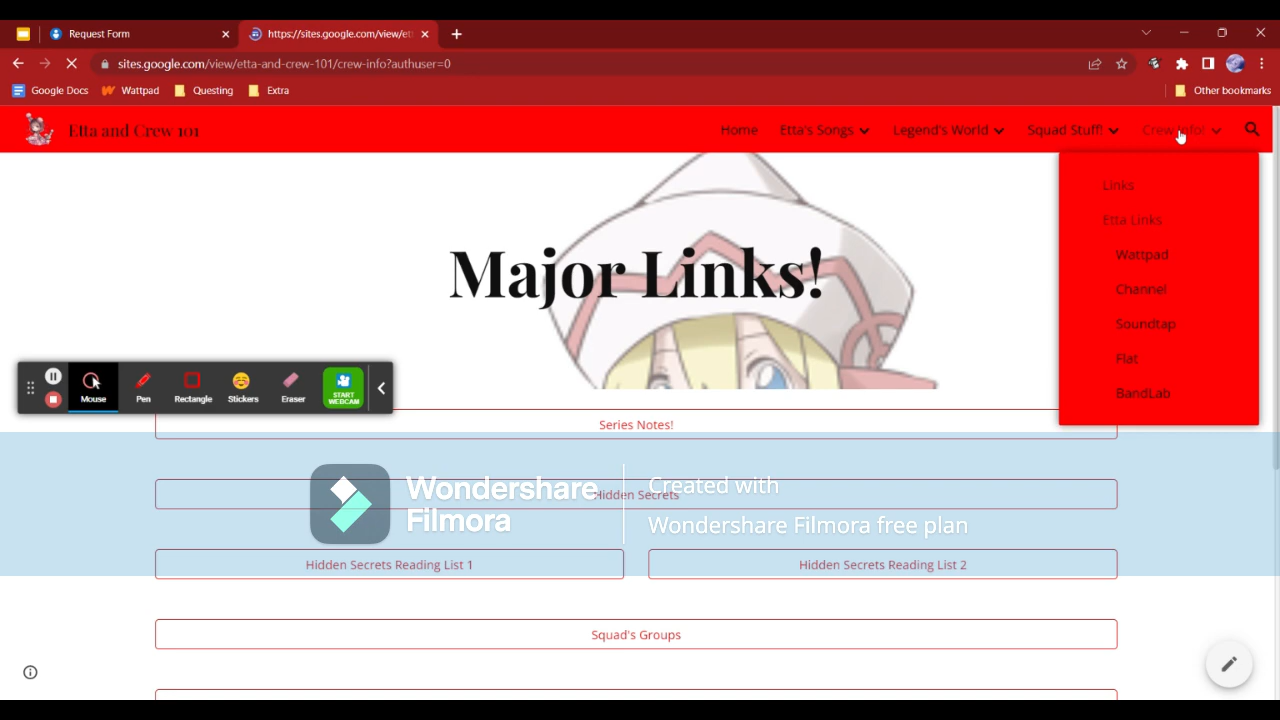 Request Form
https://sites.google.com/view/et
sites.google.com/view/etta-and-crew-101/crew-info?authuser=0
Google Docs
Wattpad
Questing
Extra
Other bookmarks
Etta and Crew 101
Home
Etta's Songs
Legend's World
Squad Stuff!
Crew Info!
Links
Etta Links
Wattpad
Channel
Soundtap
Flat
BandLab
Major Links!
Mouse
Pen
Rectangle
Stickers
Eraser
START
WEBCAM
Series Notes!
Hidden Secrets
Wondershare
Filmora
Created with
Wondershare Filmora free plan
Hidden Secrets Reading List 1
Hidden Secrets Reading List 2
Squad's Groups